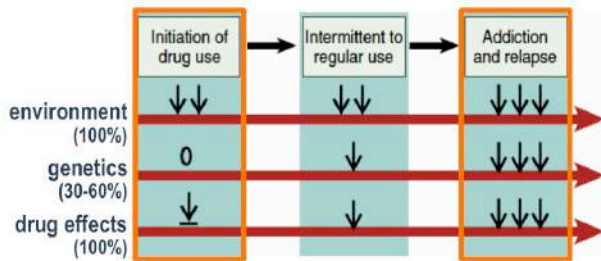 Initiation of
drug use
Intermittent to
regular use
Addiction
and relapse
environment
(100%)
genetics
(30-60%)
0
drug effects
(100%)